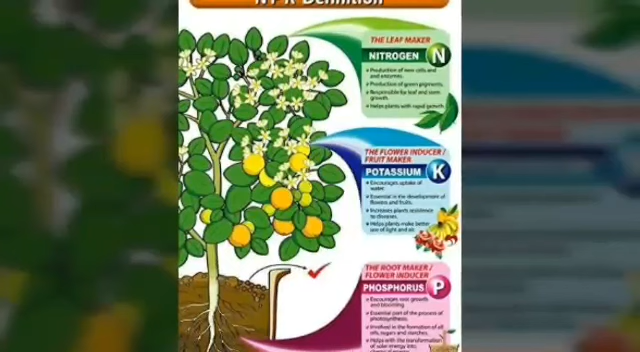 N P K Definition
THE LEAF MAKER
NITROGEN N
Production of new cells and
and enzymes.
Production of green pigments.
Responsible for leaf and stem
growth.
Helps plants with rapid growth.
THE FLOWER INDUCER /
FRUIT MAKER
POTASSIUM K
Encourages uptake of
water.
Essential in the development of
flowers and fruits.
Increases plants resistence
to diseases.
Helps plants make better
use of light and air.
THE ROOT MAKER /
FLOWER INDUCER
PHOSPHORUS P
Encourages root growth
and blooming.
Essential part of the process of
photosynthesis.
Involved in the formation of all
oils, sugars and starches.
Helps with the transformation
of solar energy into